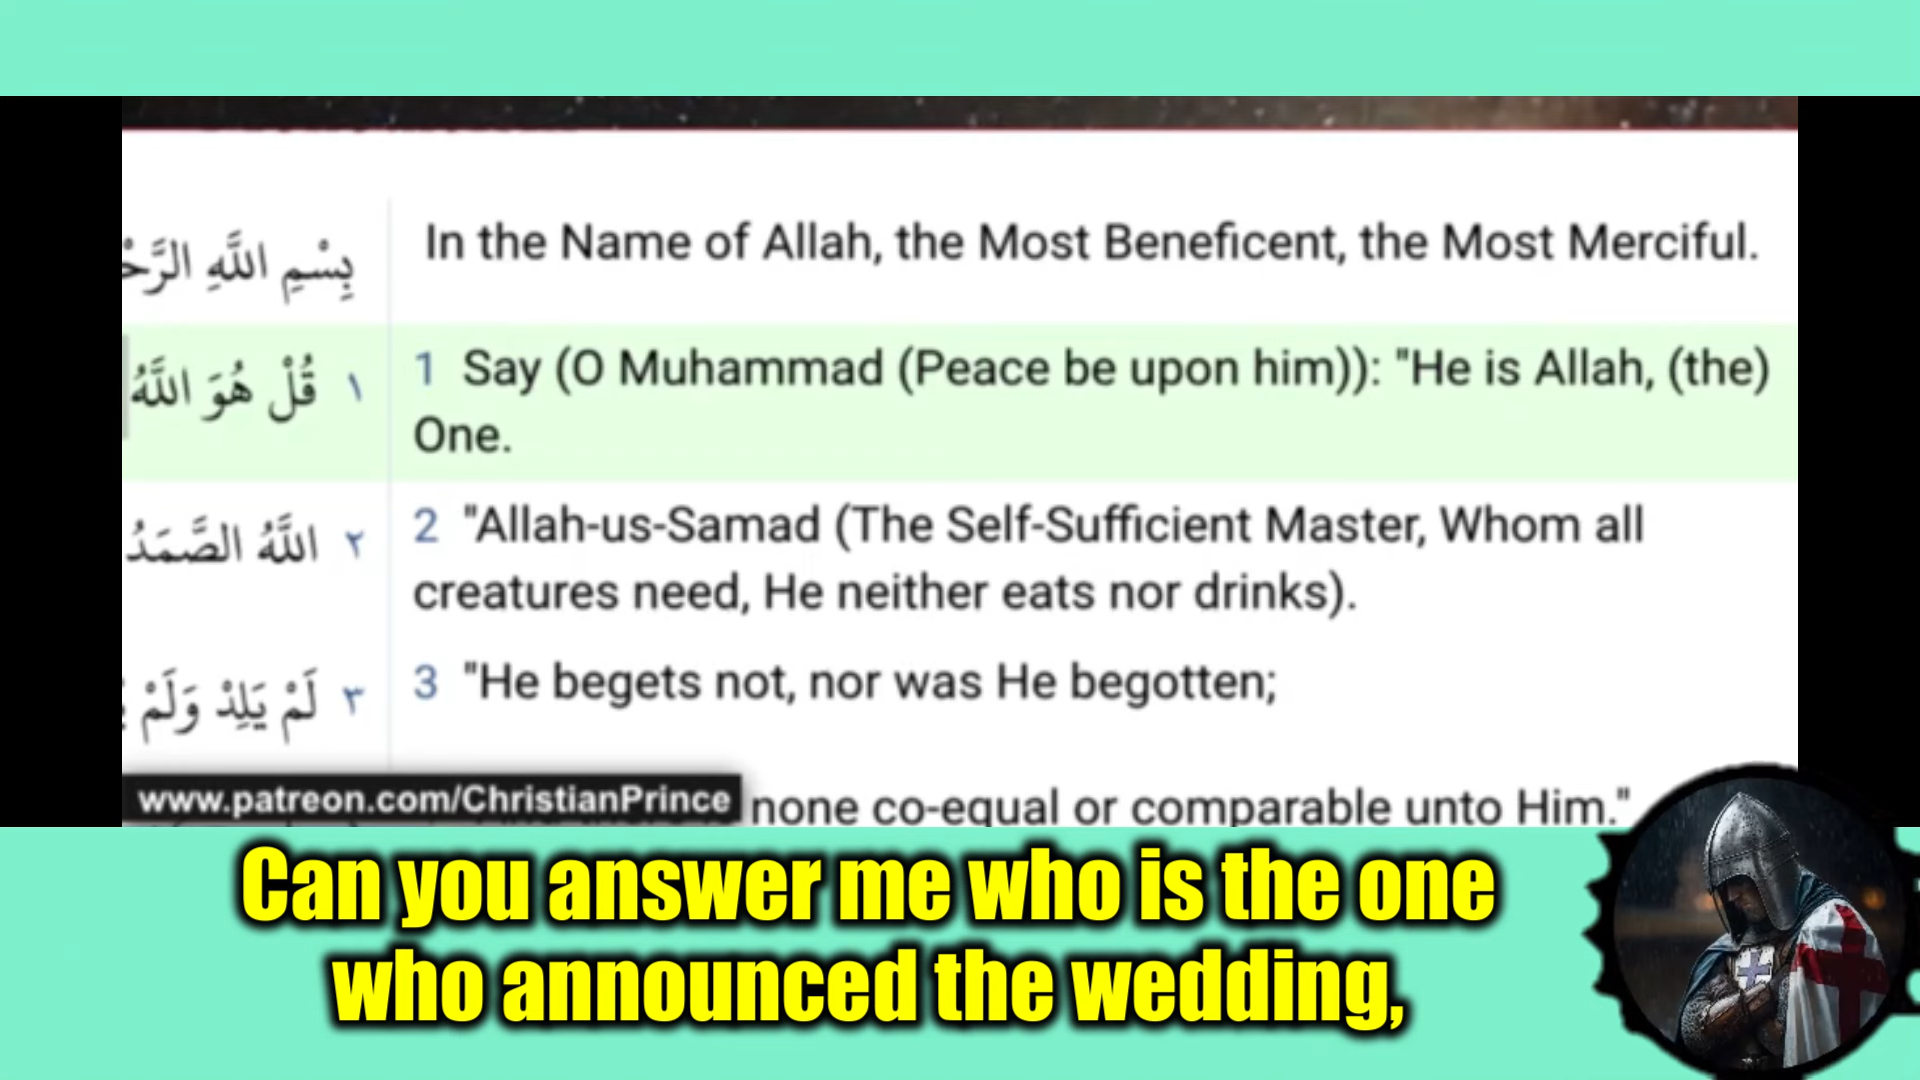 In the Name of Allah, the Most Beneficent, the Most Merciful.
بِسْمِ اللَّهِ
1 Say (O Muhammad (Peace be upon him)): "He is Allah, (the)
One.
١ قُلْ هُوَ اللَّهُ
2 "Allah-us-Samad (The Self-Sufficient Master, Whom all
creatures need, He neither eats nor drinks).
٢ اللَّهُ الصَّمَدُ
3 "He begets not, nor was He begotten;
٣ لَمْ يَلِدْ وَلَمْ
none co-equal or comparable unto Him."
www.patreon.com/ChristianPrince
Can you answer me who is the one
who announced the wedding,